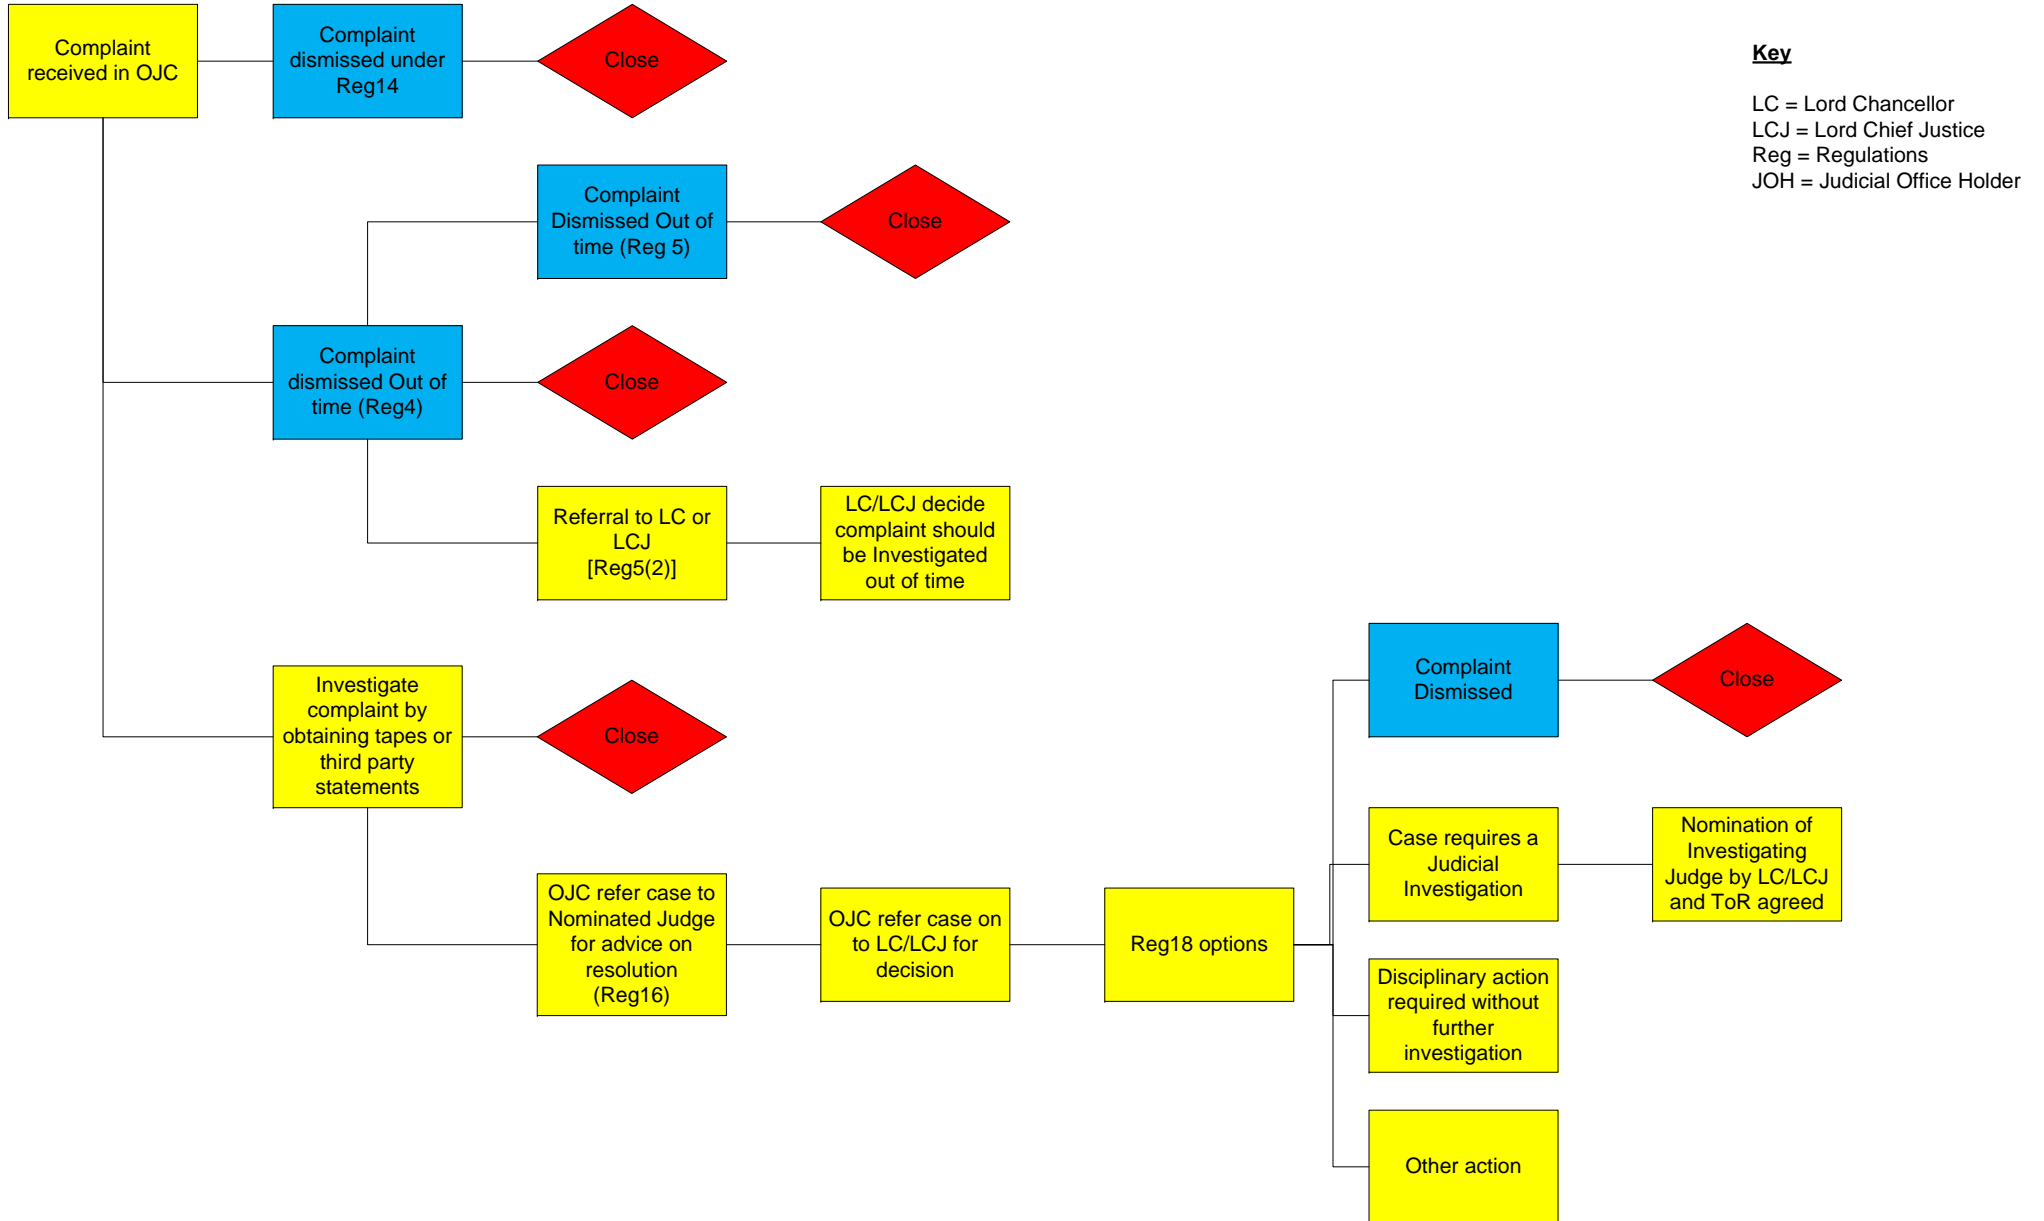 Complaint
received in OJC
Complaint
dismissed under
Reg14
Close
Key
LC = Lord Chancellor
LCJ = Lord Chief Justice
Reg = Regulations
JOH = Judicial Office Holder
Complaint
Dismissed Out of
time (Reg 5)
Close
Complaint
dismissed Out of
time (Reg4)
Close
Referral to LC or
LCJ
[Reg5(2)]
LC/LCJ decide
complaint should
be Investigated
out of time
Investigate
complaint by
obtaining tapes or
third party
statements
Close
Complaint
Dismissed
Close
Case requires a
Judicial
Investigation
Nomination of
Investigating
Judge by LC/LCJ
and ToR agreed
OJC refer case to
Nominated Judge
for advice on
resolution
(Reg16)
OJC refer case on
to LC/LCJ for
decision
Reg18 options
Disciplinary action
required without
further
investigation
Other action